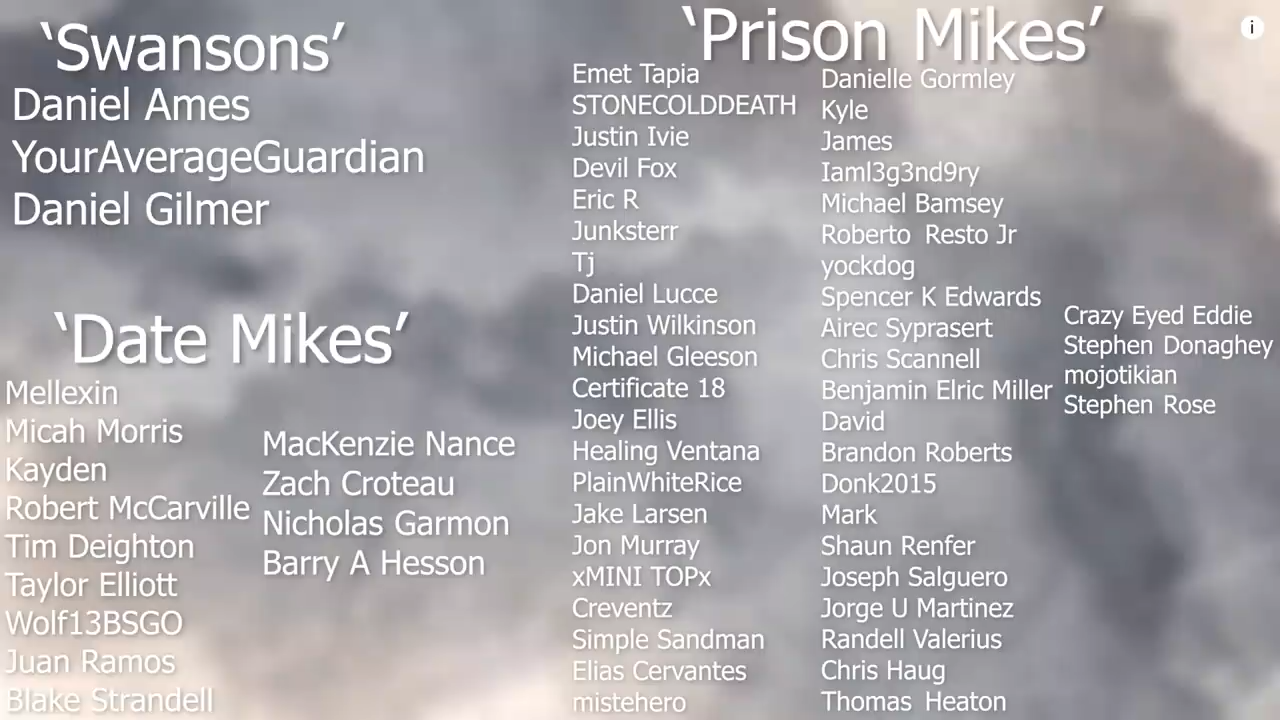 ‘Swansons’
Daniel Ames
YourAverageGuardian
Daniel Gilmer
‘Date Mikes’
Mellexin
Micah Morris
Kayden
Robert McCarville
Tim Deighton
Taylor Elliott
Wolf13BSGO
Juan Ramos
Blake Strandell
MacKenzie Nance
Zach Croteau
Nicholas Garmon
Barry A Hesson
‘Prison Mikes’
Emet Tapia
STONECOLDDEATH
Justin Ivie
Devil Fox
Eric R
Junksterr
Tj
Daniel Lucce
Justin Wilkinson
Michael Gleeson
Certificate 18
Joey Ellis
Healing Ventana
PlainWhiteRice
Jake Larsen
Jon Murray
xMINI TOPx
Creventz
Simple Sandman
Elias Cervantes
mistehero
Danielle Gormley
Kyle
James
Iaml3g3nd9ry
Michael Bamsey
Roberto Resto Jr
yockdog
Spencer K Edwards
Airec Syprasert
Chris Scannell
Benjamin Elric Miller
David
Brandon Roberts
Donk2015
Mark
Shaun Renfer
Joseph Salguero
Jorge U Martinez
Randell Valerius
Chris Haug
Thomas Heaton
Crazy Eyed Eddie
Stephen Donaghey
mojotikian
Stephen Rose
i